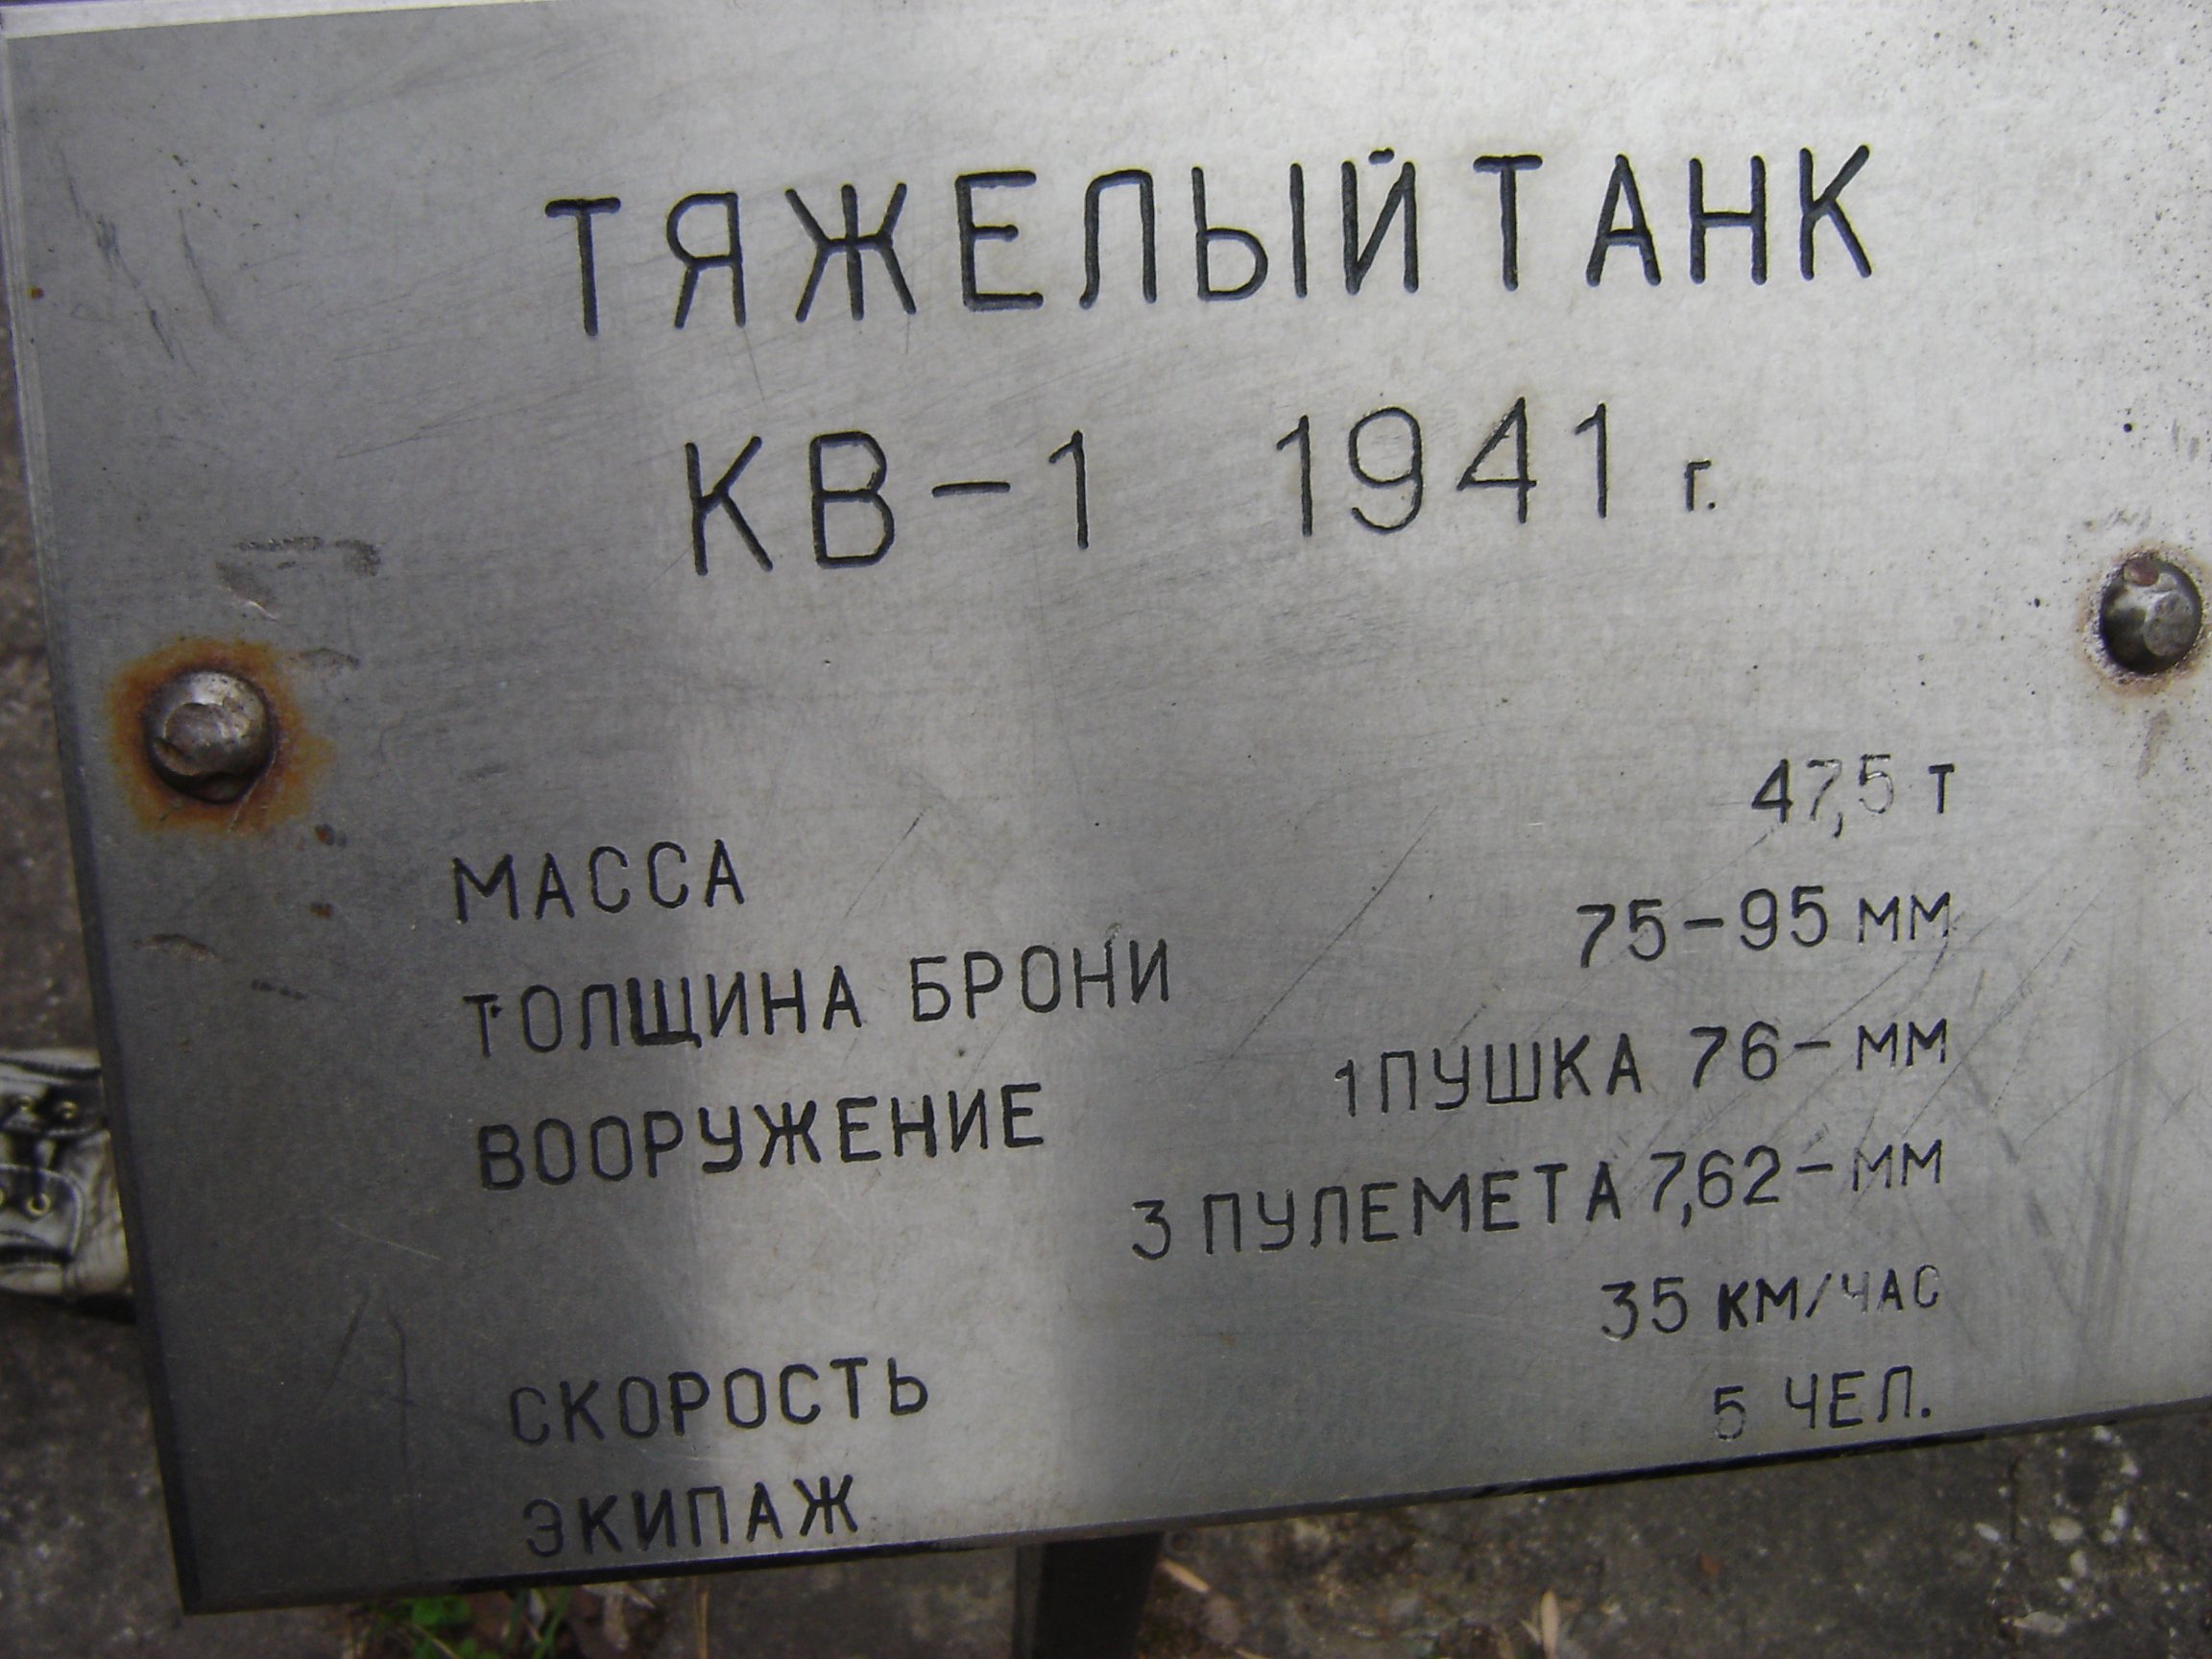 ТЯЖЕЛЫЙ ТАНК
КВ-1 1941 г.
МАССА 47,5 т
ТОЛЩИНА БРОНИ 75-95 мм
ВООРУЖЕНИЕ 1 ПУШКА 76-мм
3 ПУЛЕМЕТА 7,62-мм
СКОРОСТЬ 35 КМ/ЧАС
ЭКИПАЖ 5 ЧЕЛ.